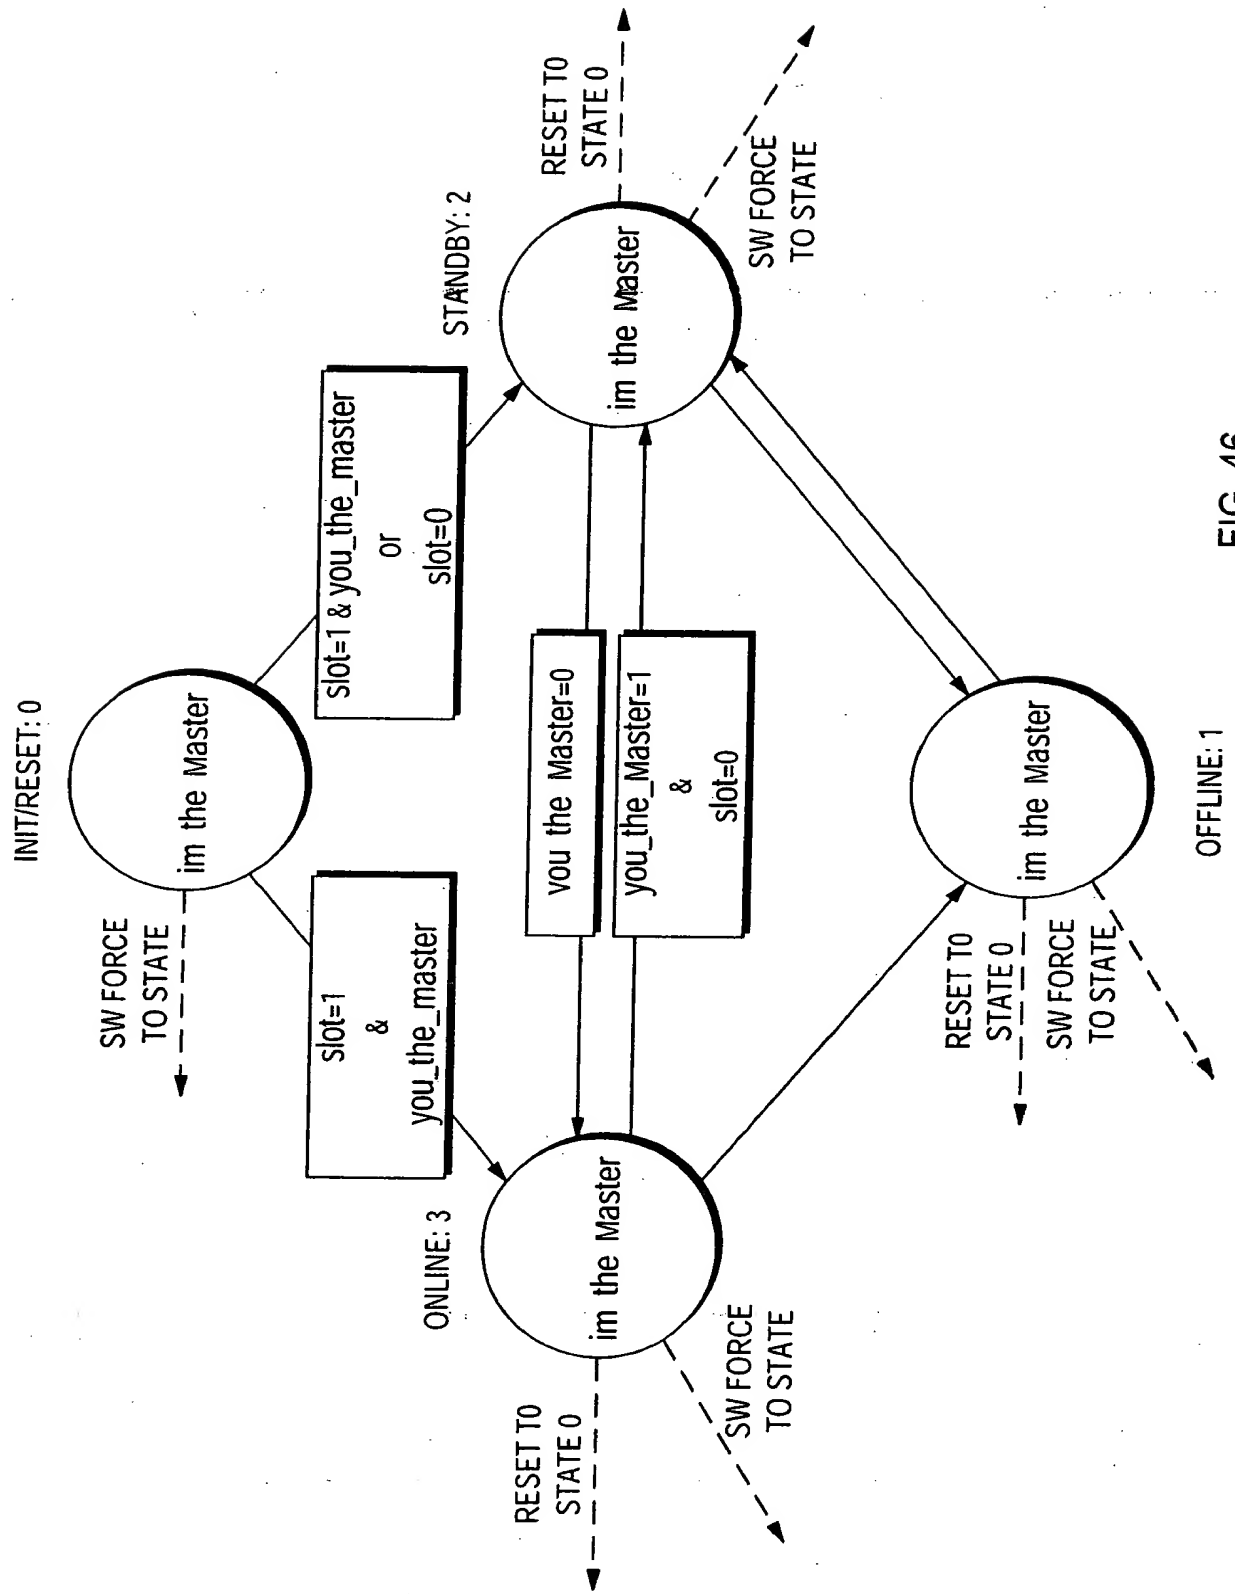 INIT/RESET: 0
SW FORCE
TO STATE
im the Master
slot=1
&
you_the_master
slot=1 & you_the_master
or
slot=0
ONLINE: 3
STANDBY: 2
im the Master
im the Master
RESET TO
STATE 0
SW FORCE
TO STATE
vou the Master=0
you_the_Master=1
&
slot=0
RESET TO
STATE 0
SW FORCE
TO STATE
RESET TO
STATE 0
SW FORCE
TO STATE
im the Master
OFFLINE: 1
FIG. 46